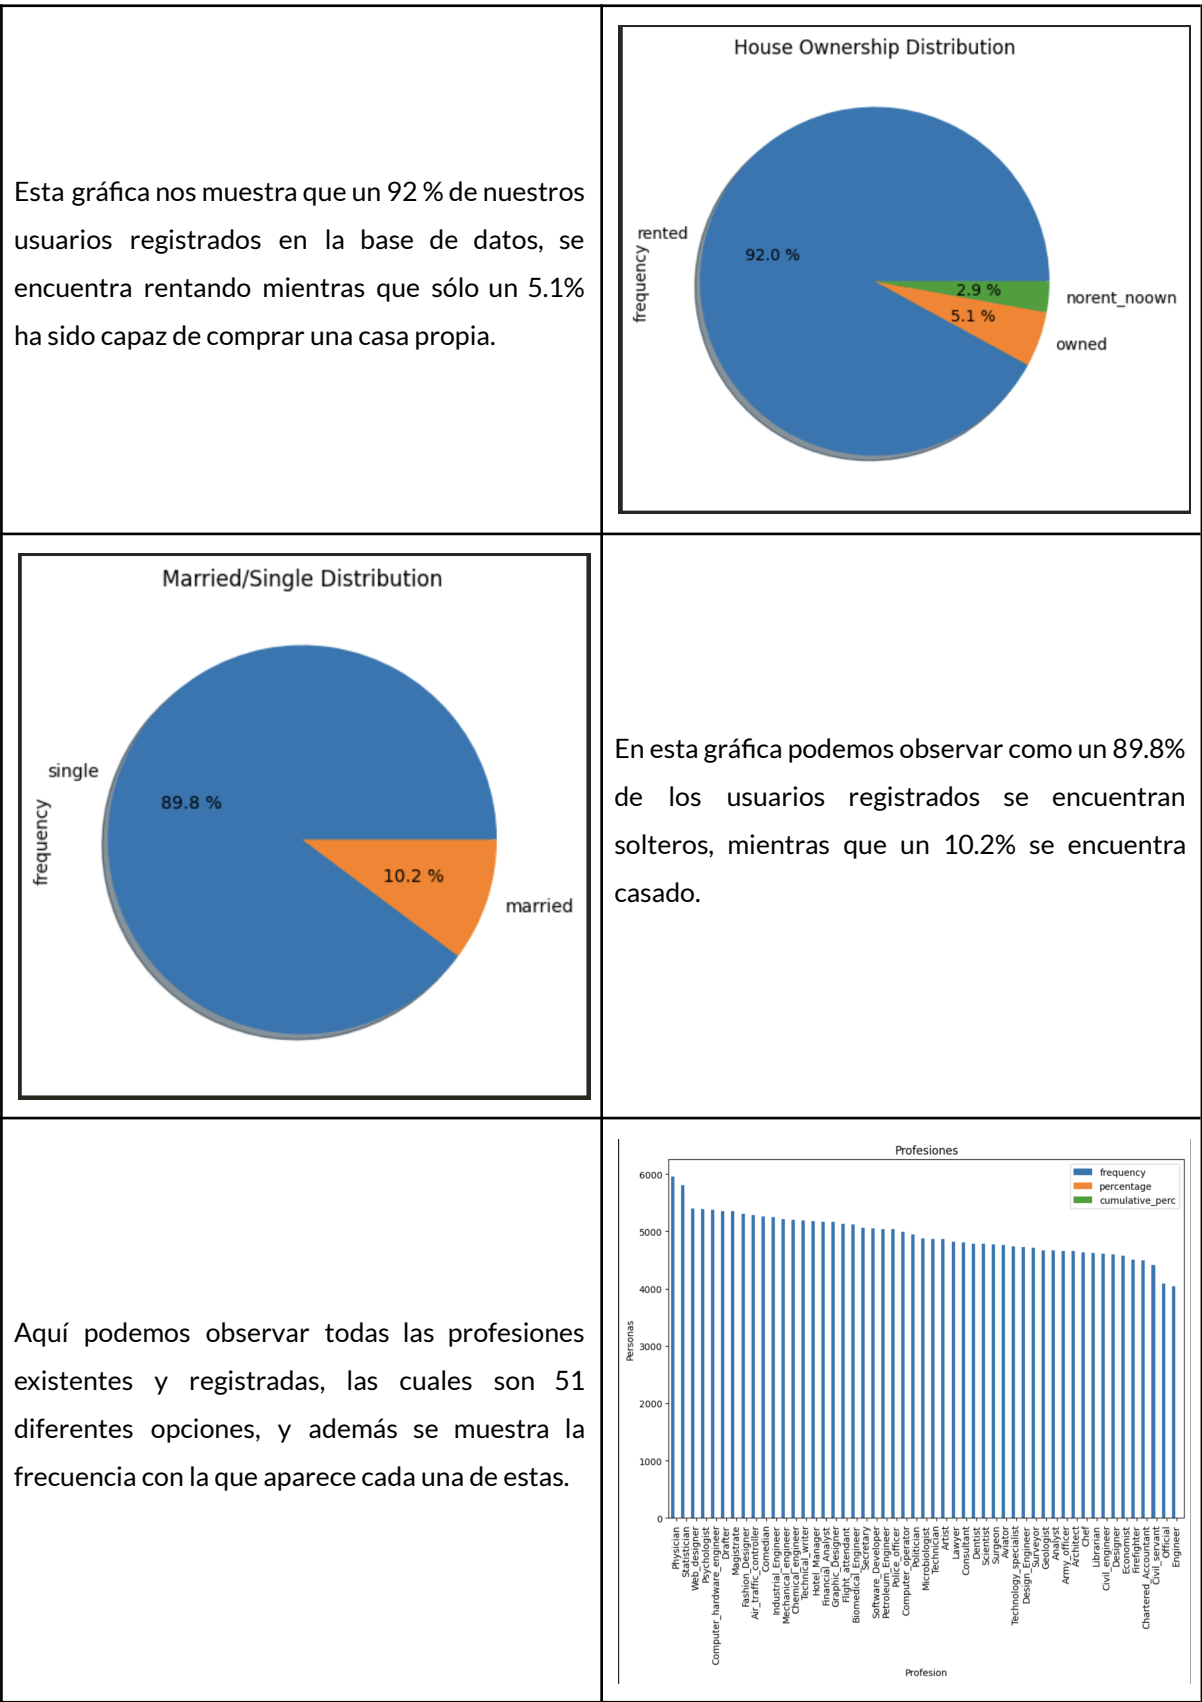 Esta gráfica nos muestra que un 92 % de nuestros
usuarios registrados en la base de datos, se
encuentra rentando mientras que sólo un 5.1%
ha sido capaz de comprar una casa propia.
House Ownership Distribution
rented
frequency
92.0 %
2.9 %
5.1 %
norent_noown
owned
Married/Single Distribution
single
frequency
89.8 %
10.2 %
married
En esta gráfica podemos observar como un 89.8%
de los usuarios registrados se encuentran
solteros, mientras que un 10.2% se encuentra
casado.
Aquí podemos observar todas las profesiones
existentes y registradas, las cuales son 51
diferentes opciones, y además se muestra la
frecuencia con la que aparece cada una de estas.
Profesiones
frequency
percentage
cumulative_perc
6000
5000
4000
3000
2000
1000
0
Personas
Physician
Statistician
Web_designer
Psychologist
Computer_hardware_engineer
Drafter
Magistrate
Fashion_Designer
Air_traffic_controller
Comedian
Industrial_Engineer
Mechanical_engineer
Chemical_engineer
Technical_writer
Hotel_Manager
Financial_Analyst
Graphic_Designer
Flight_attendant
Biomedical_Engineer
Secretary
Software_Developer
Petroleum_Engineer
Police_officer
Computer_operator
Politician
Microbiologist
Technician
Artist
Lawyer
Consultant
Dentist
Scientist
Surgeon
Aviator
Technology_specialist
Design_Engineer
Surveyor
Geologist
Analyst
Army_officer
Architect
Chef
Librarian
Civil_engineer
Designer
Economist
Firefighter
Chartered_Accountant
Civil_servant
Official
Engineer
Profesion